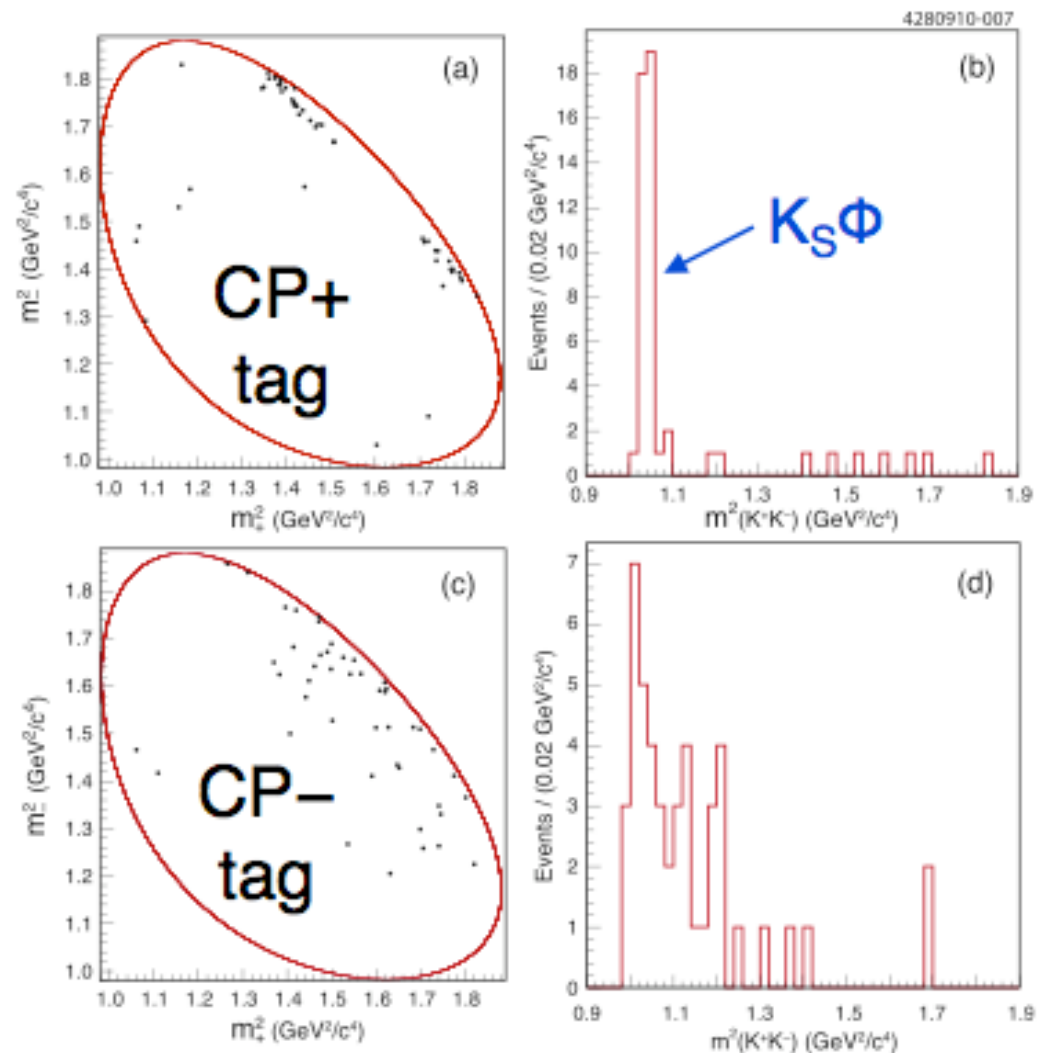 4280910-007
(a)
1.8
1.7
1.6
1.5
1.4
1.3
1.2
1.1
1.0
m²₋ (GeV²/c⁴)
CP+
tag
1.0 1.1 1.2 1.3 1.4 1.5 1.6 1.7 1.8
m²₊ (GeV²/c⁴)
(b)
18
16
14
12
10
8
6
4
2
0
Events / (0.02 GeV²/c⁴)
K_SΦ
0.9 1.1 1.3 1.5 1.7 1.9
m²(K⁺K⁻) (GeV²/c⁴)
(c)
1.8
1.7
1.6
1.5
1.4
1.3
1.2
1.1
1.0
m²₋ (GeV²/c⁴)
CP−
tag
1.0 1.1 1.2 1.3 1.4 1.5 1.6 1.7 1.8
m²₊ (GeV²/c⁴)
(d)
7
6
5
4
3
2
1
0
Events / (0.02 GeV²/c⁴)
0.9 1.1 1.3 1.5 1.7 1.9
m²(K⁺K⁻) (GeV²/c⁴)